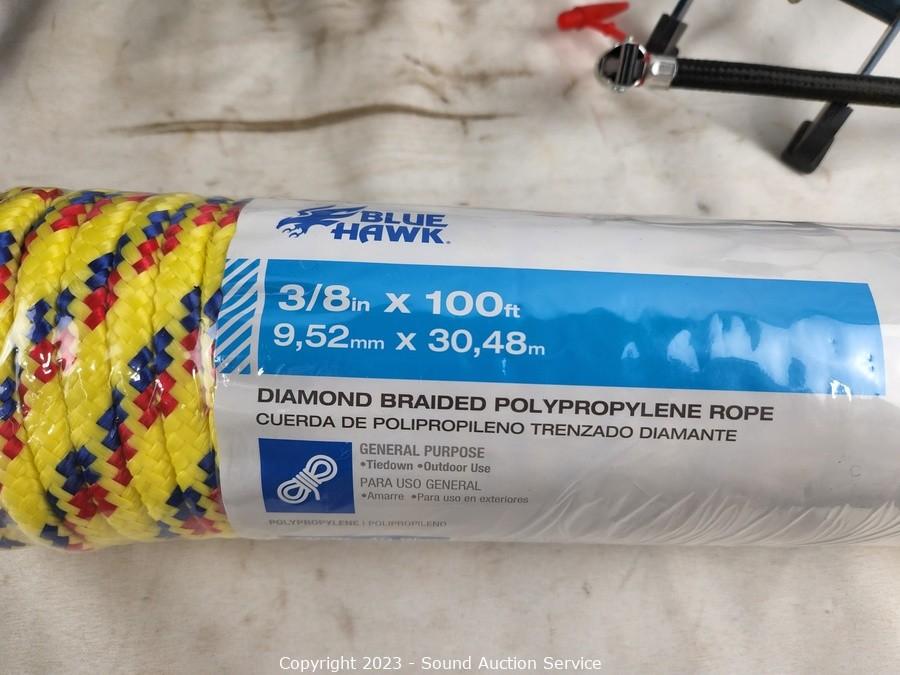 BLUE
HAWK
3/8in x 100ft
9,52mm x 30,48m
DIAMOND BRAIDED POLYPROPYLENE ROPE
CUERDA DE POLIPROPILENO TRENZADO DIAMANTE
GENERAL PURPOSE
•Tiedown •Outdoor Use
PARA USO GENERAL
•Amarre •Para uso en exteriores
POLYPROPYLENE | POLIPROPILENO
Copyright 2023 - Sound Auction Service